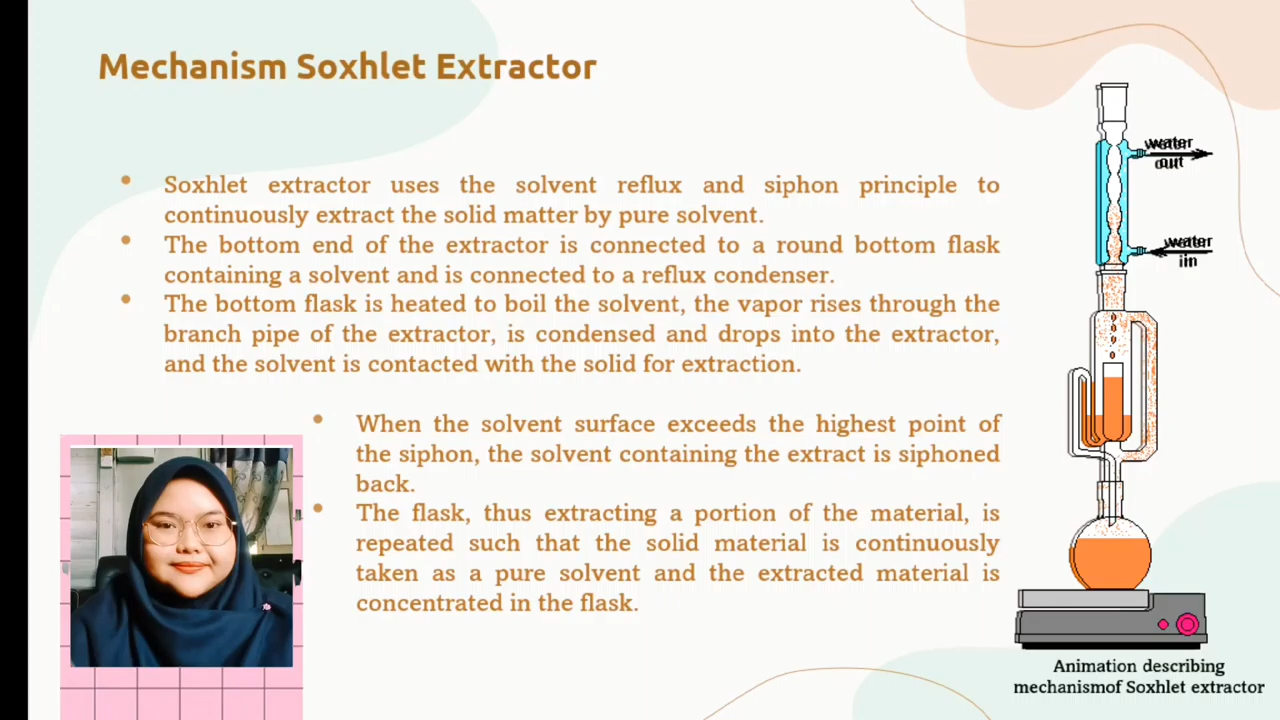 Mechanism Soxhlet Extractor
• Soxhlet extractor uses the solvent reflux and siphon principle to
continuously extract the solid matter by pure solvent.
• The bottom end of the extractor is connected to a round bottom flask
containing a solvent and is connected to a reflux condenser.
• The bottom flask is heated to boil the solvent, the vapor rises through the
branch pipe of the extractor, is condensed and drops into the extractor,
and the solvent is contacted with the solid for extraction.
• When the solvent surface exceeds the highest point of
the siphon, the solvent containing the extract is siphoned
back.
• The flask, thus extracting a portion of the material, is
repeated such that the solid material is continuously
taken as a pure solvent and the extracted material is
concentrated in the flask.
water
out
water
in
Animation describing
mechanismof Soxhlet extractor